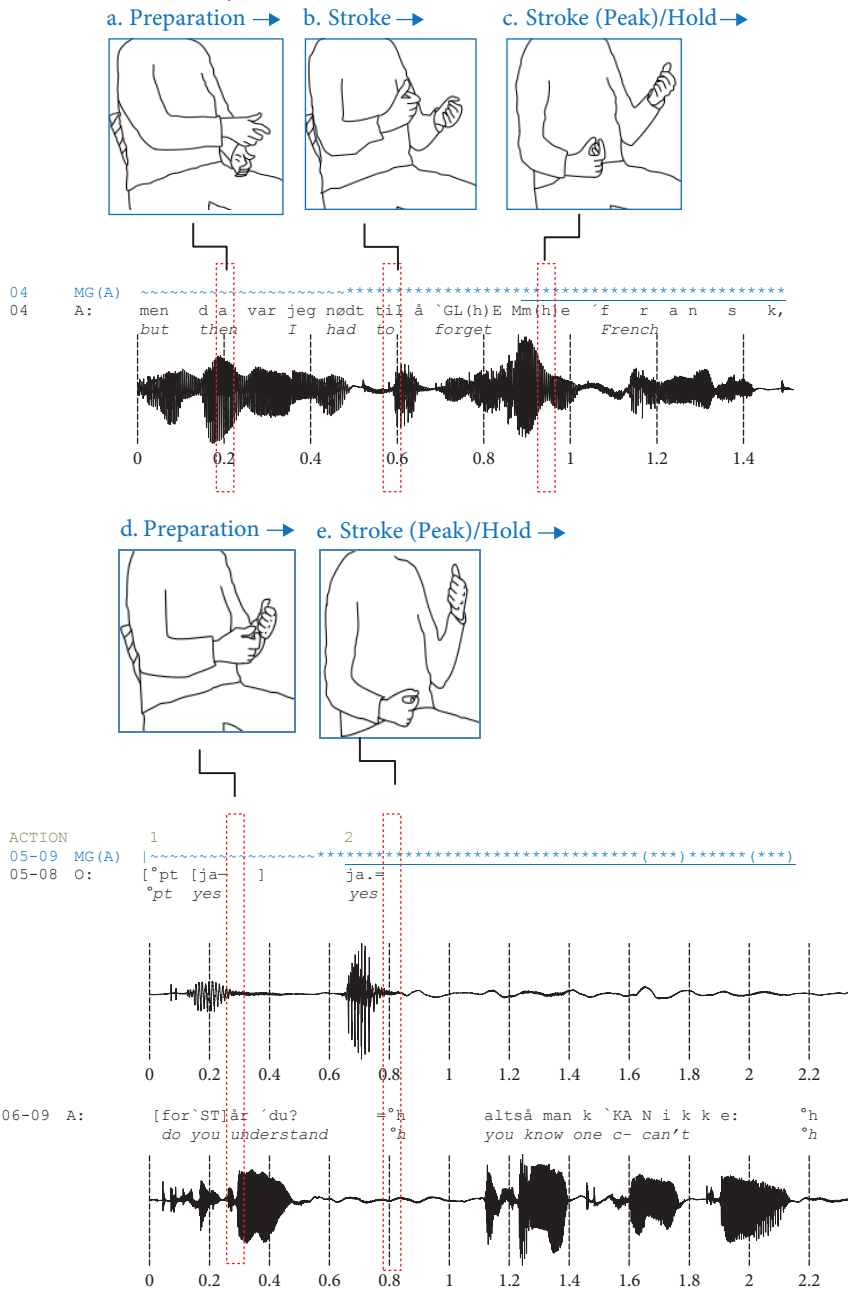 a. Preparation →
b. Stroke →
c. Stroke (Peak)/Hold →
04 MG(A) ~~~~~~~~~~~~~~~~~~~~~~~~*****************************************************
04 A: men da var jeg nødt til å `GL(h)E Mm(h)e ´f r a n s k,
but then I had to forget French
0 0.2 0.4 0.6 0.8 1 1.2 1.4
d. Preparation →
e. Stroke (Peak)/Hold →
ACTION 1 2
05-09 MG(A) |~~~~~~~~~~~~~~~~~~~*************************************(***)******(***)
05-08 O: [°pt [ja— ] ja.=
°pt yes yes
0 0.2 0.4 0.6 0.8 1 1.2 1.4 1.6 1.8 2 2.2
06-09 A: [for`ST]år ´du? =°h altså man k `KA N i k k e: °h
do you understand °h you know one c- can't °h
0 0.2 0.4 0.6 0.8 1 1.2 1.4 1.6 1.8 2 2.2